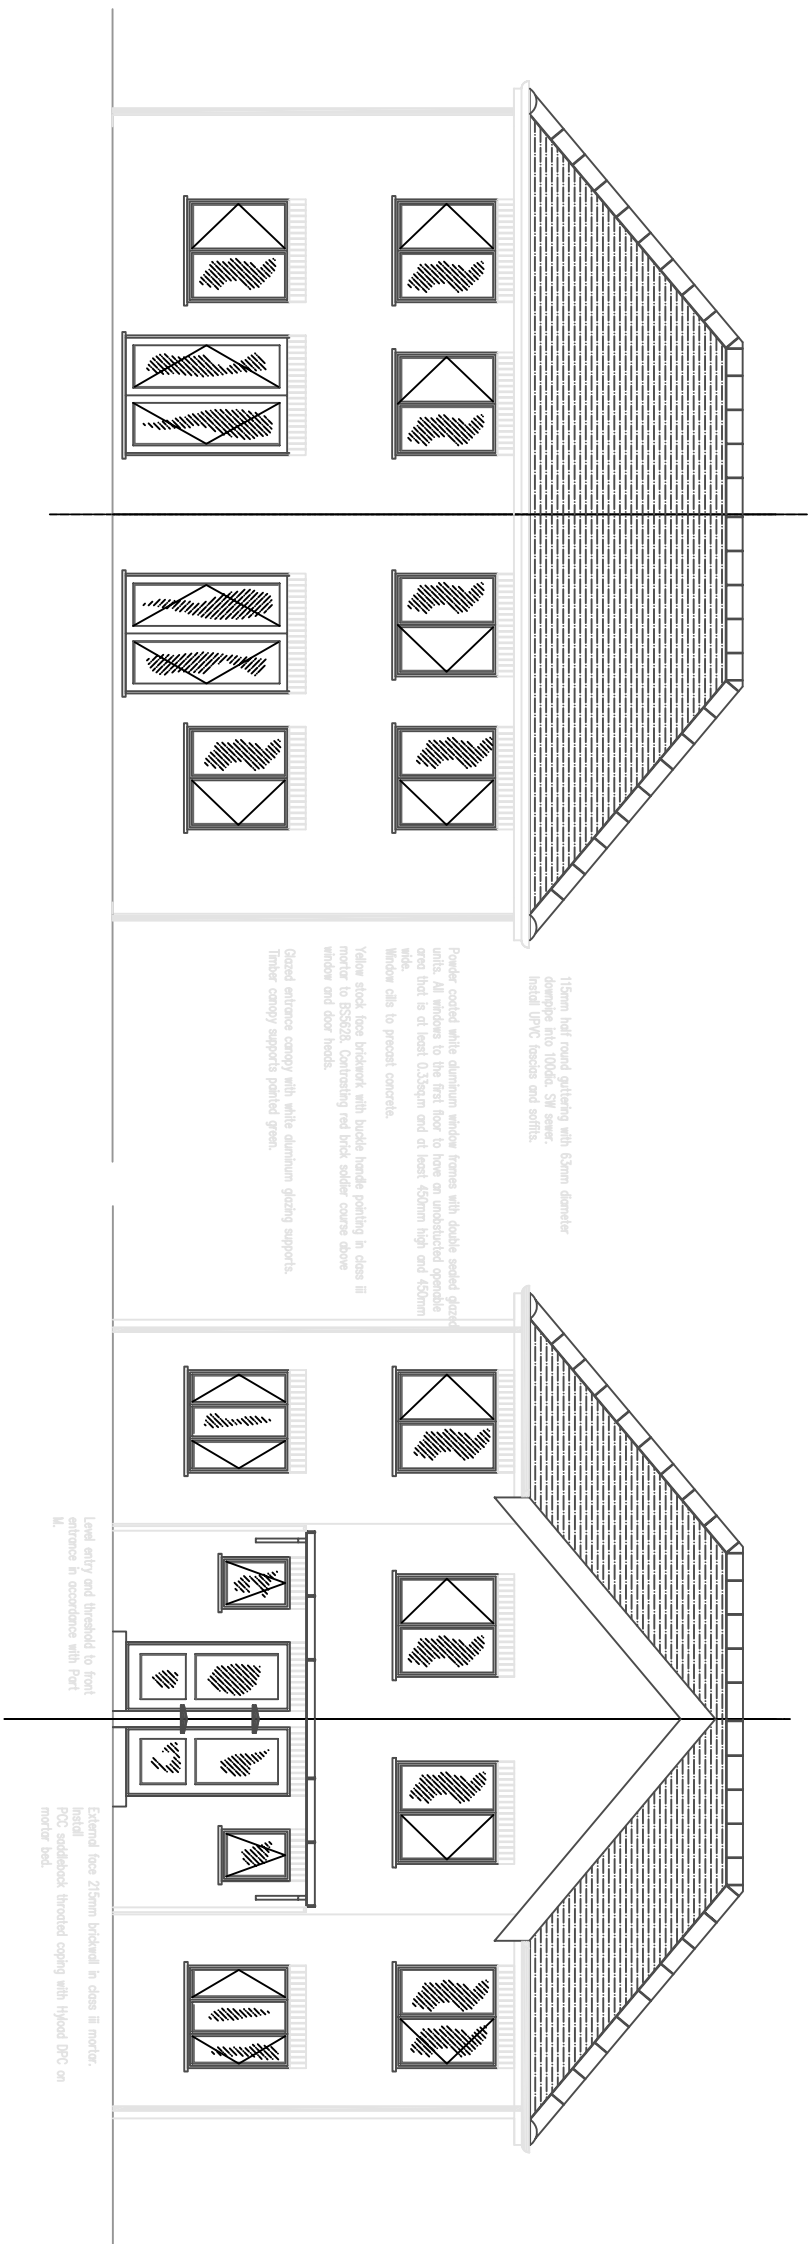 115mm half round guttering with 63mm diameter
downpipe into 100dia. SW sewer.
Install UPVC fascias and soffits.
Powder coated white aluminum window frames with double sealed glazed
units. All windows to the first floor to have an unobstucted openable
area that is at least 0.33sq.m and at least 450mm high and 450mm
wide.
Window cills to precast concrete.
Yellow stock face brickwork with buckle handle pointing in class iii
mortar to BS5628. Contrasting red brick soldier course above
window and door heads.
Glazed entrance canopy with white aluminum glazing supports.
Timber canopy supports painted green.
Level entry and threshold to front
entrance in accordance with Part
M.
External face 215mm brickwall in class iii mortar.
Install
PCC saddleback throated coping with Hyload DPC on
mortar bed.